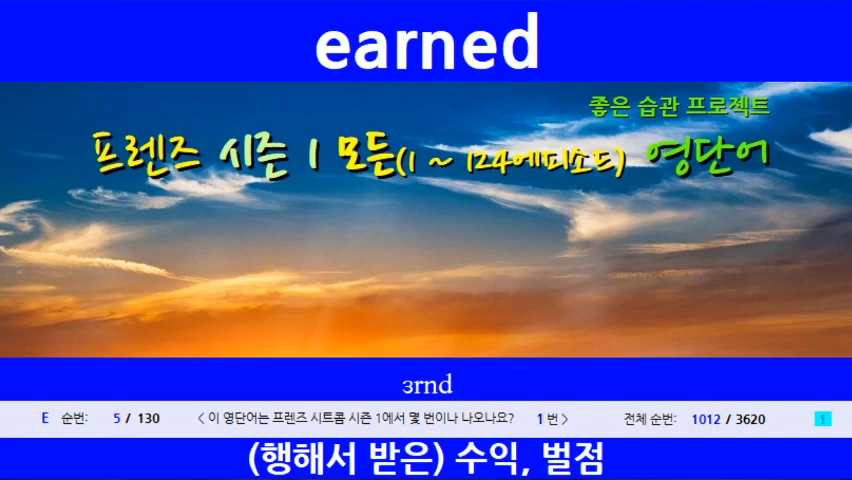 earned
좋은 습관 프로젝트
프렌즈 시즌 1 모든(1 ~ 124에피소드) 영단어
ɜrnd
E 순번: 5 / 130 < 이 영단어는 프렌즈 시트콤 시즌 1에서 몇 번이나 나오나요? 1 번 > 전체 순번: 1012 / 3620 1
(행해서 받은) 수익, 벌점